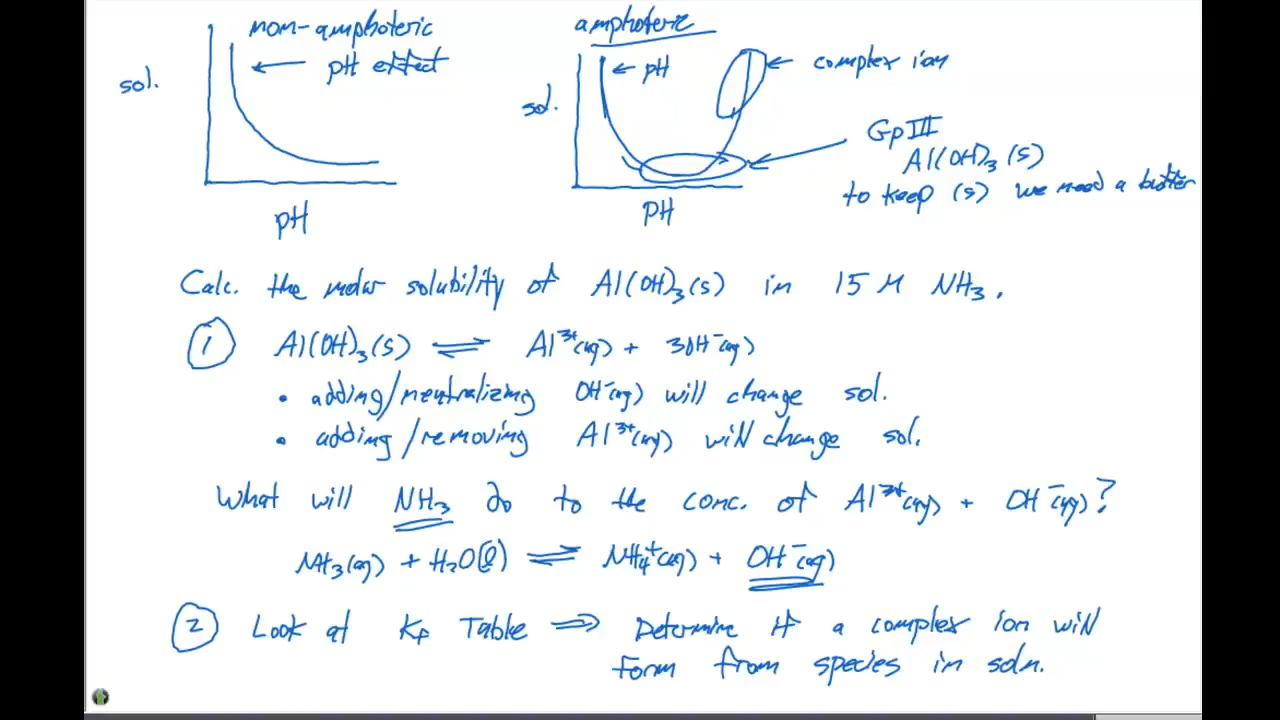 non-amphoteric
pH effect
sol.
pH
amphoteric
pH
complex ion
sol.
GpIII
Al(OH)₃(s)
to keep (s) we need a buffer
pH
Calc. the molar solubility of Al(OH)₃(s) in 15 M NH₃.
① Al(OH)₃(s) ⇌ Al³⁺(aq) + 3OH⁻(aq)
• adding/neutralizing OH⁻(aq) will change sol.
• adding/removing Al³⁺(aq) will change sol.
What will NH₃ do to the conc. of Al³⁺(aq) + OH⁻(aq)?
NH₃(aq) + H₂O(l) ⇌ NH₄⁺(aq) + OH⁻(aq)
② Look at Kf Table ⇒ Determine if a complex ion will
form from species in soln.